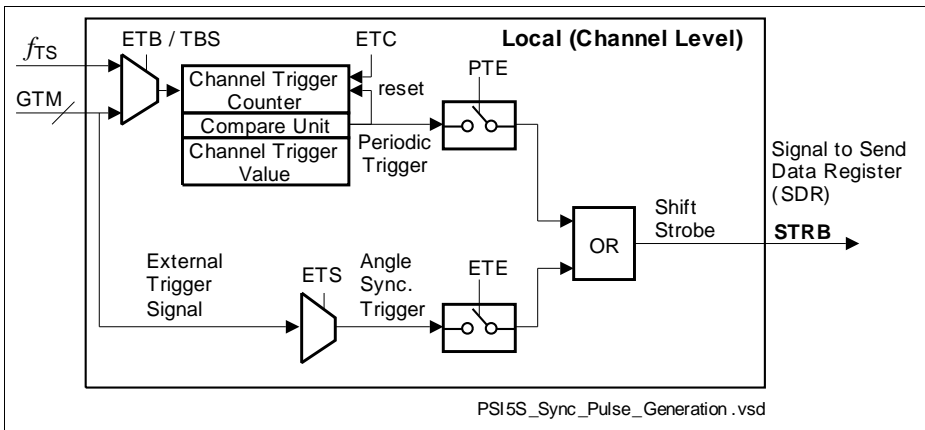 Local (Channel Level)
ETB / TBS
ETC
fTS
GTM
Channel Trigger
Counter
reset
Compare Unit
Channel Trigger
Value
Periodic
Trigger
PTE
Signal to Send
Data Register
(SDR)
OR
Shift
Strobe
STRB
External
Trigger
Signal
ETS
Angle
Sync.
Trigger
ETE
PSI5S_Sync_Pulse_Generation.vsd